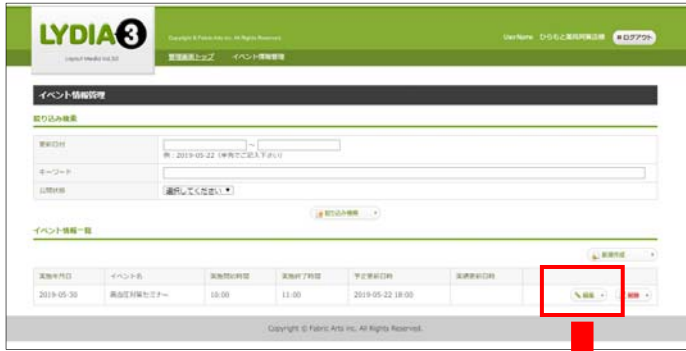 LYDIA3
Copyright © Fabric Arts inc. All Rights Reserved.
UserName ひらもと薬局対策店様
ログアウト
管理画面トップ イベント情報管理
イベント情報管理
絞り込み検索
更新日付 ～
例：2019-05-22（半角でご記入下さい）
キーワード
公開状態 選択してください
絞り込み検索
イベント情報一覧
新規作成
実施年月日 イベント名 実施開始時間 実施終了時間 予定更新日時 実績更新日時
2019-05-30 高血圧対策セミナー 10:00 11:00 2019-05-22 18:00 編集 削除
Copyright © Fabric Arts inc. All Rights Reserved.